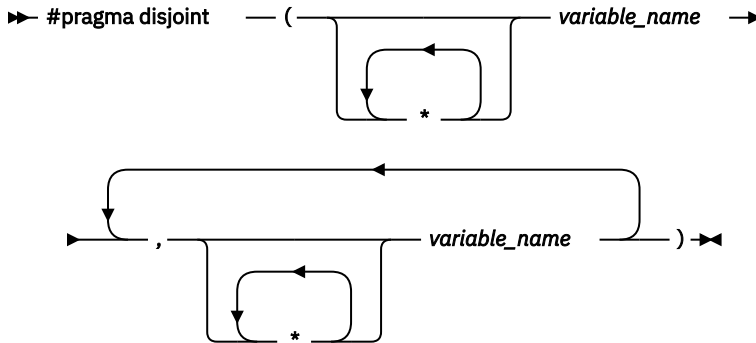 #pragma disjoint ( variable_name
*
, variable_name )
*